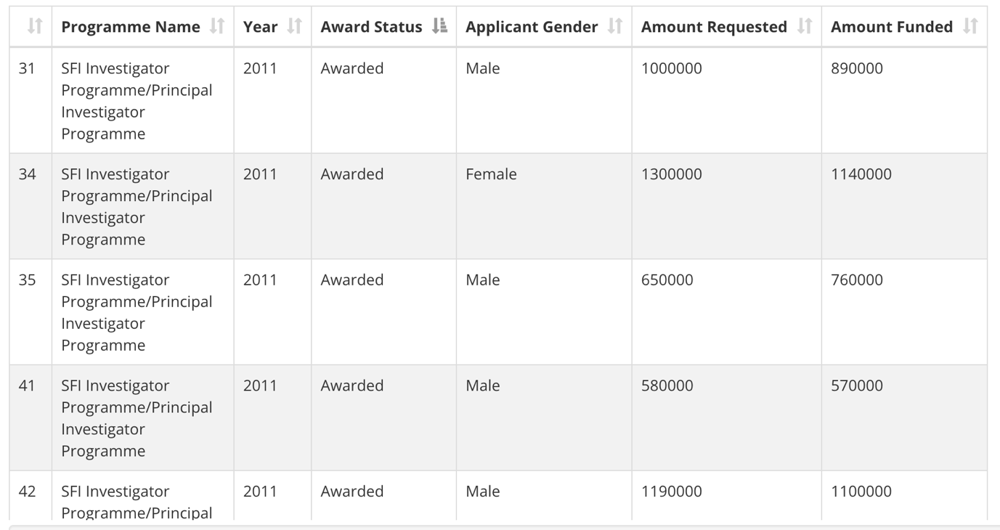 Programme Name Year Award Status Applicant Gender Amount Requested Amount Funded
31 SFI Investigator 2011 Awarded Male 1000000 890000
Programme/Principal
Investigator
Programme
34 SFI Investigator 2011 Awarded Female 1300000 1140000
Programme/Principal
Investigator
Programme
35 SFI Investigator 2011 Awarded Male 650000 760000
Programme/Principal
Investigator
Programme
41 SFI Investigator 2011 Awarded Male 580000 570000
Programme/Principal
Investigator
Programme
42 SFI Investigator 2011 Awarded Male 1190000 1100000
Programme/Principal